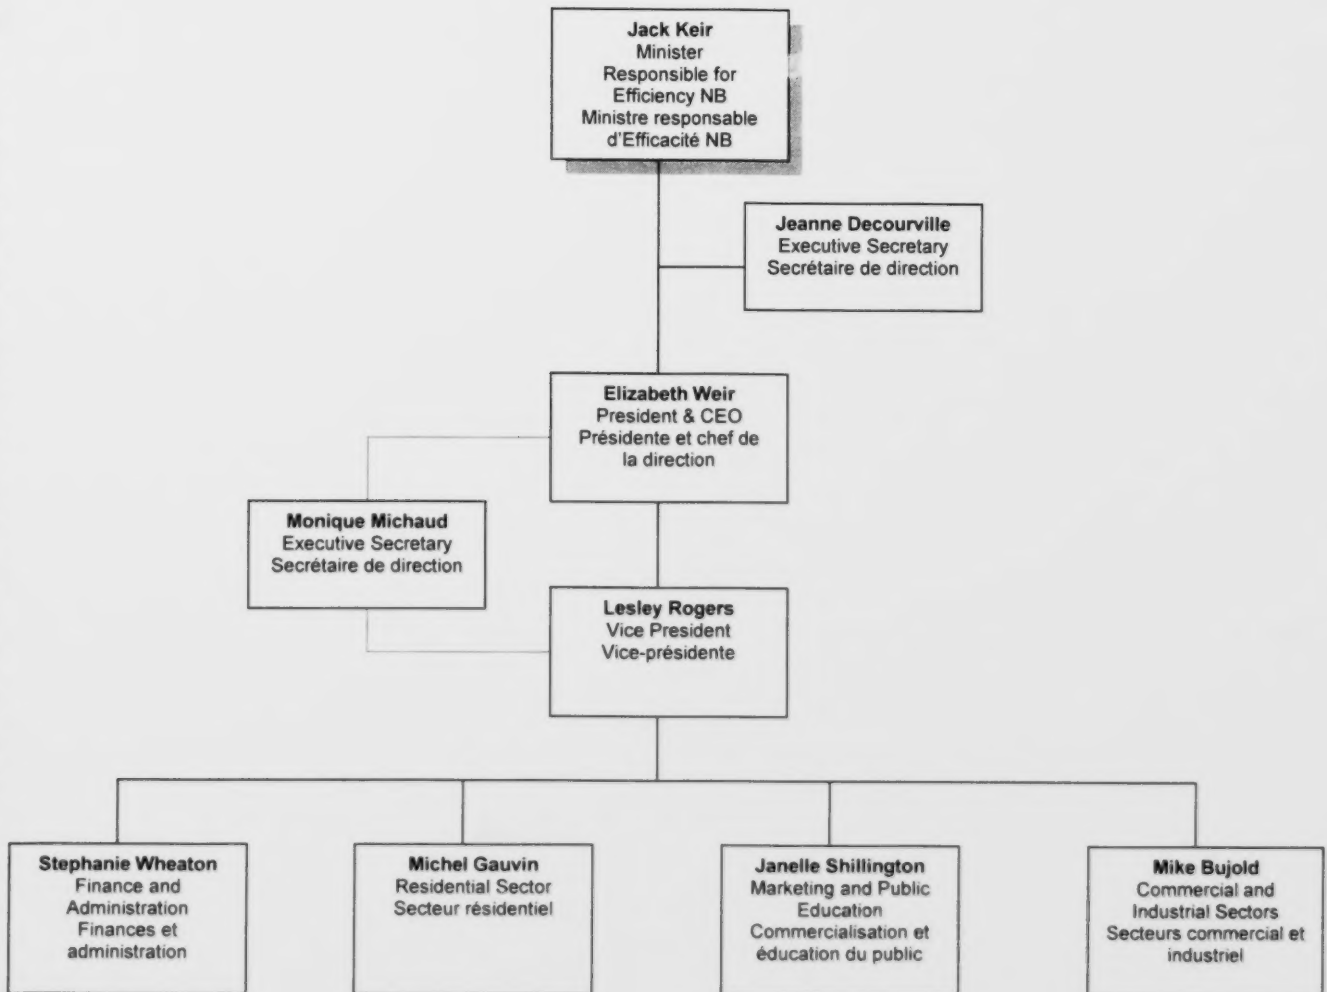 Jack Keir
Minister
Responsible for
Efficiency NB
Ministre responsable
d'Efficacité NB
Jeanne Decourville
Executive Secretary
Secrétaire de direction
Elizabeth Weir
President & CEO
Présidente et chef de
la direction
Monique Michaud
Executive Secretary
Secrétaire de direction
Lesley Rogers
Vice President
Vice-présidente
Stephanie Wheaton
Finance and
Administration
Finances et
administration
Michel Gauvin
Residential Sector
Secteur résidentiel
Janelle Shillington
Marketing and Public
Education
Commercialisation et
éducation du public
Mike Bujold
Commercial and
Industrial Sectors
Secteurs commercial et
industriel